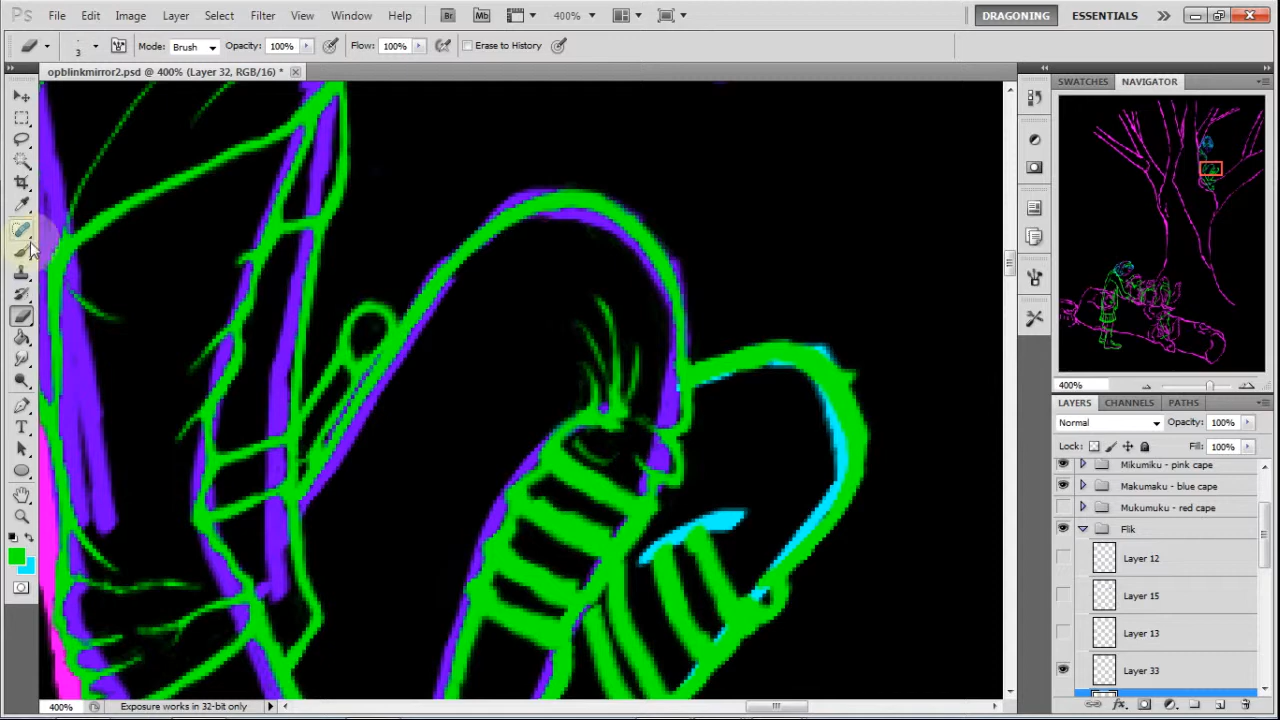 Ps File Edit Image Layer Select Filter View Window Help Br Mb 400% DRAGONING ESSENTIALS
3 Mode: Brush Opacity: 100% Flow: 100% Erase to History
opblinkmirror2.psd @ 400% (Layer 32, RGB/16) *
SWATCHES NAVIGATOR
400%
LAYERS CHANNELS PATHS
Normal Opacity: 100%
Lock: Fill: 100%
Mikumiku - pink cape
Makumaku - blue cape
Mukumuku - red cape
Flik
Layer 12
Layer 15
Layer 13
Layer 33
400% Exposure works in 32-bit only